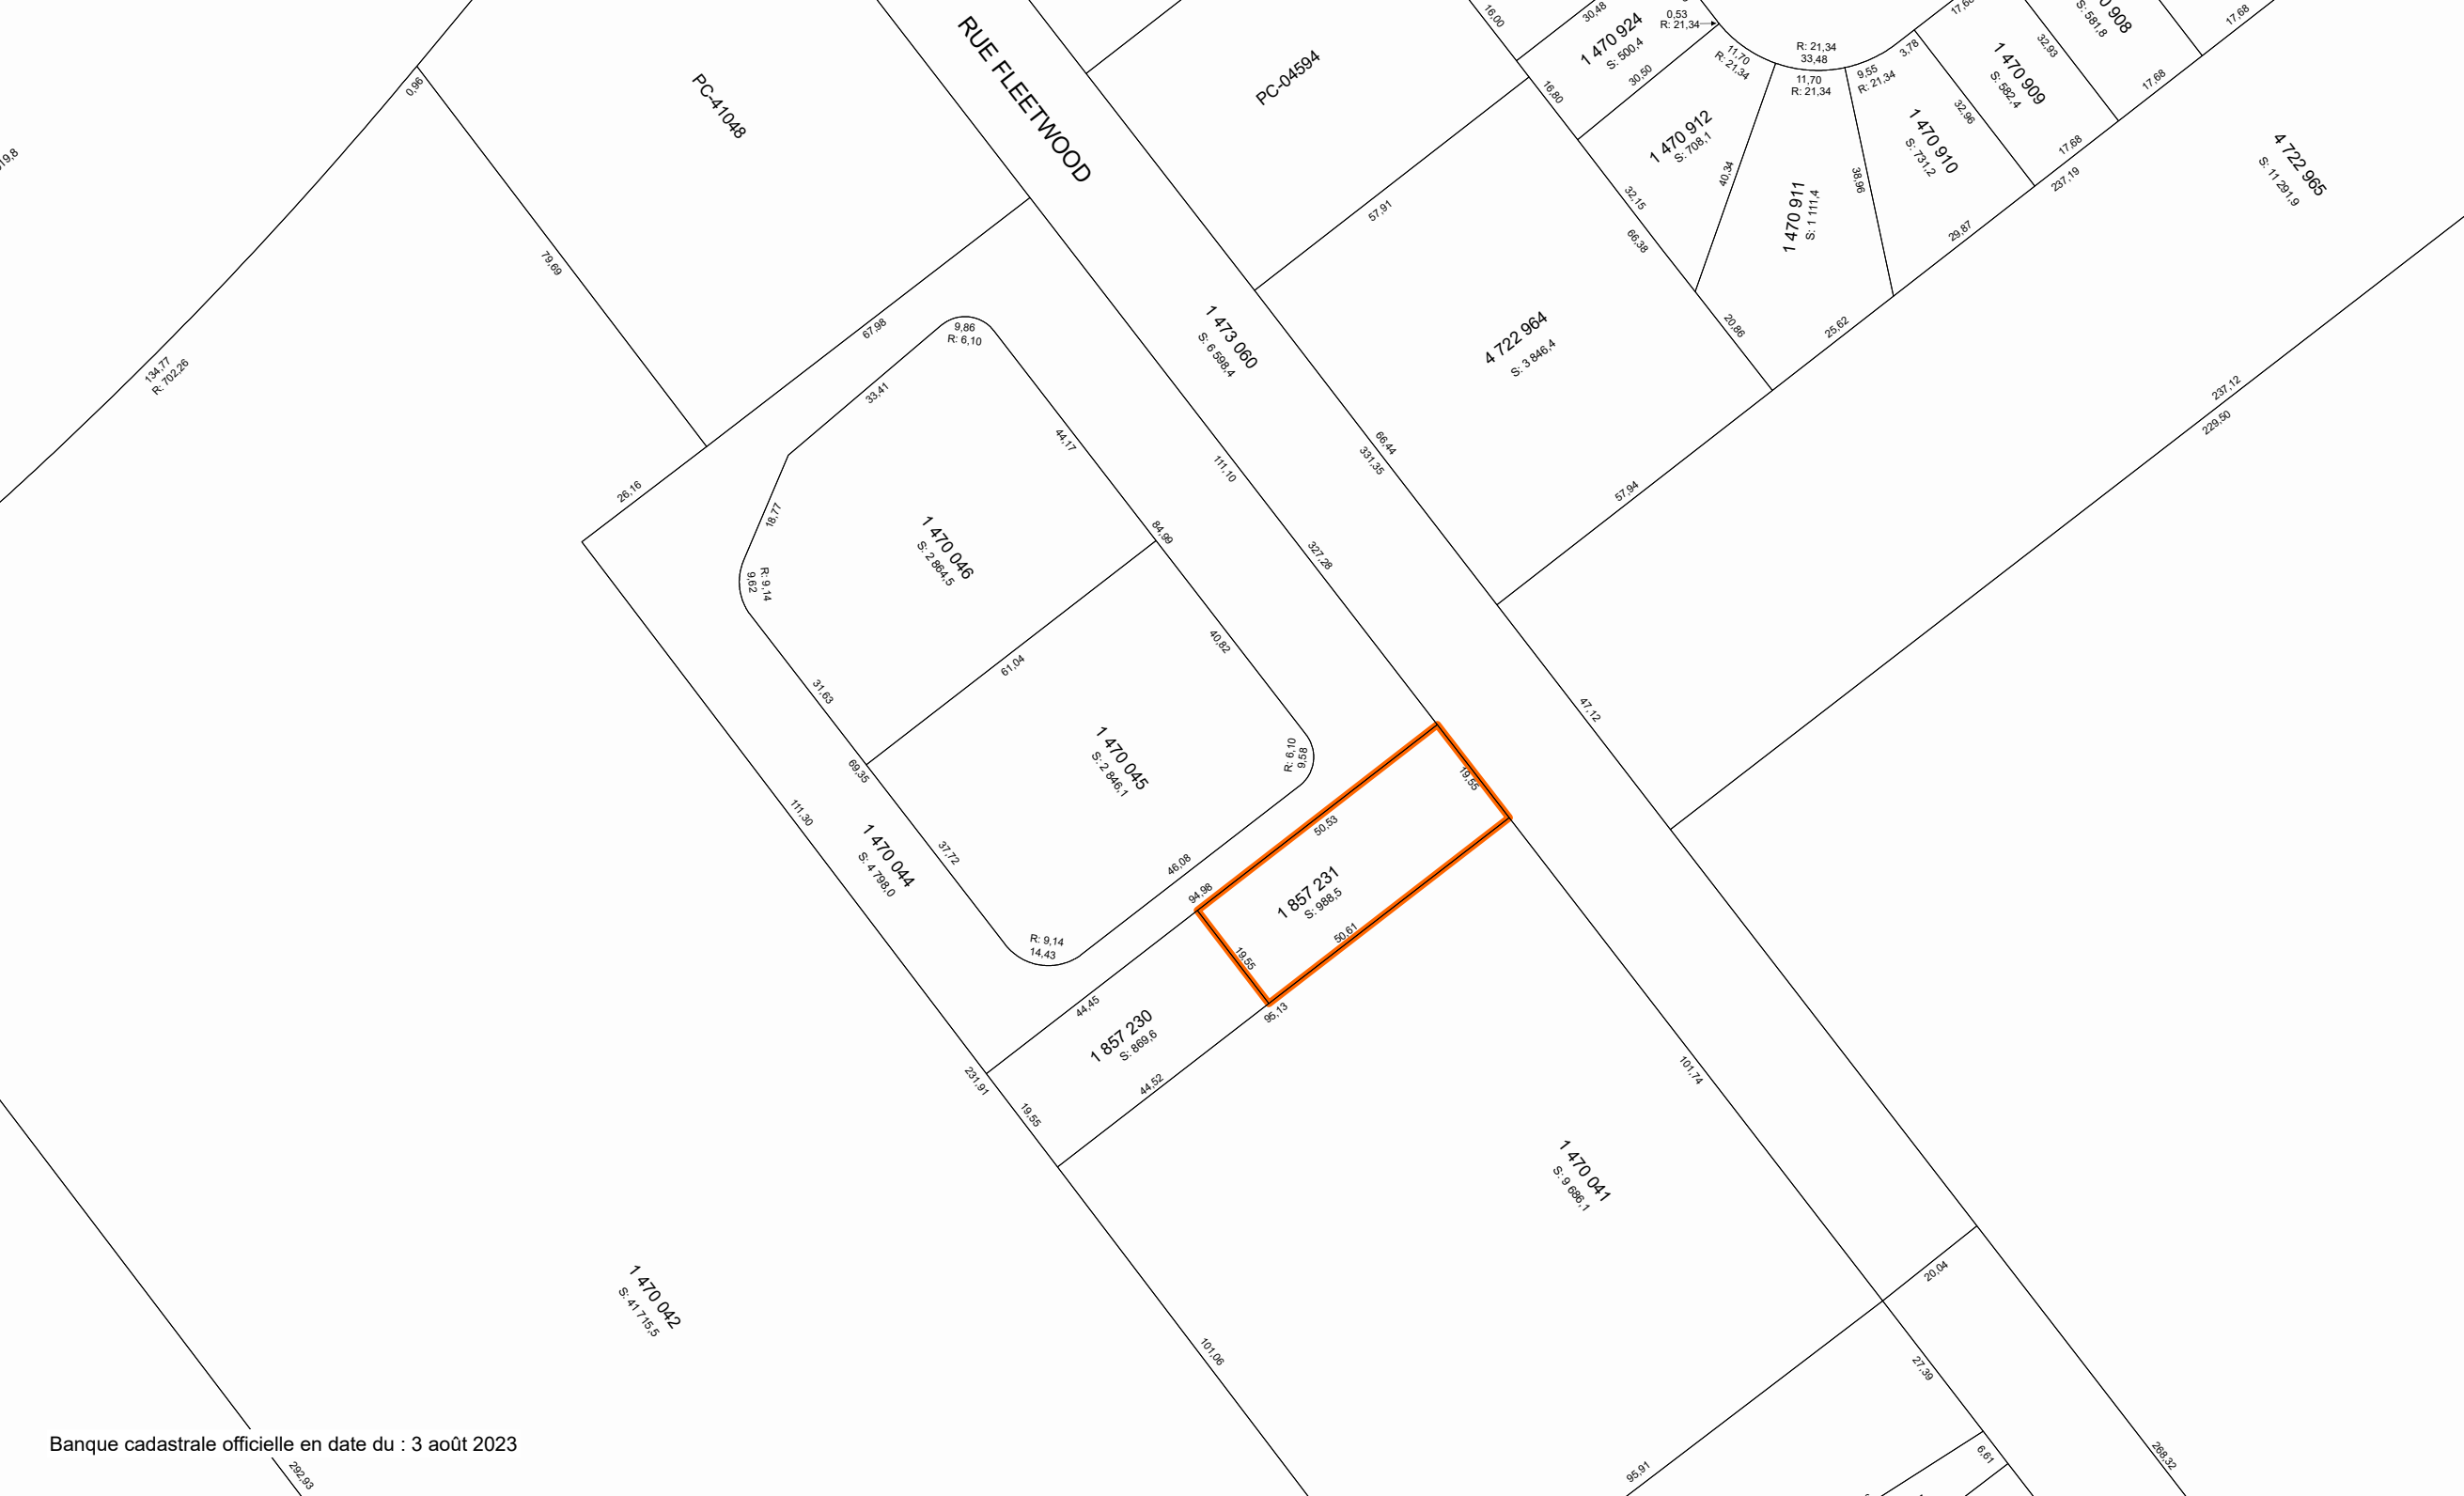 RUE FLEETWOOD
PC-41048
PC-04594
0,96
79,69
134,77
R: 702,26
67,98
26,16
9,86
R: 6,10
33,41
44,17
18,77
R: 9,14
9,62
1 470 046
S: 2 864,5
84,99
61,04
31,63
40,82
69,35
1 470 045
S: 2 846,1
R: 6,10
9,58
37,72
46,08
R: 9,14
14,43
111,30
1 470 044
S: 4 798,0
94,98
50,53
19,55
1 857 231
S: 988,5
50,61
19,55
95,13
44,45
1 857 230
S: 869,6
44,52
231,91
19,55
1 473 060
S: 6 598,4
111,10
327,28
66,44
331,35
57,91
4 722 964
S: 3 846,4
57,94
47,12
16,00
30,48
1 470 924
S: 500,4
30,50
16,80
0,53
R: 21,34
11,70
R: 21,34
R: 21,34
33,48
11,70
R: 21,34
9,55
R: 21,34
3,78
17,68
1 470 912
S: 708,1
32,15
66,38
40,34
1 470 911
S: 1 111,4
38,96
20,86
25,62
1 470 910
S: 731,2
32,96
29,87
1 470 909
S: 582,4
32,93
17,68
237,19
0 908
S: 581,8
17,68
17,68
4 722 965
S: 11 291,9
237,12
229,50
101,74
1 470 041
S: 9 686,1
101,06
20,04
27,39
6,61
95,91
268,32
1 470 042
S: 41 715,5
292,93
Banque cadastrale officielle en date du : 3 août 2023